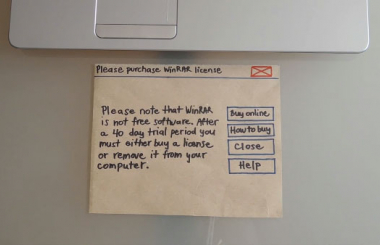 Please purchase WinRAR license
Please note that WinRAR
is not free software. After
a 40 day trial period you
must either buy a license
or remove it from your
computer.
Buy online
How to buy
Close
Help